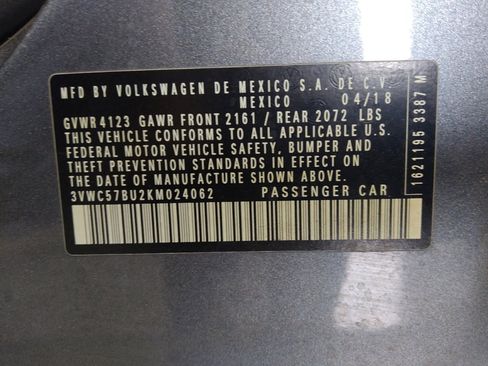 MFD BY VOLKSWAGEN DE MEXICO S.A. DE C.V.
MEXICO 04/18
GVWR4123 GAWR FRONT 2161 / REAR 2072 LBS
THIS VEHICLE CONFORMS TO ALL APPLICABLE U.S.
FEDERAL MOTOR VEHICLE SAFETY, BUMPER AND
THEFT PREVENTION STANDARDS IN EFFECT ON THE
DATE OF MANUFACTURE SHOWN ABOVE.
3VWC57BU2KM024062 PASSENGER CAR
1621195 3387 M